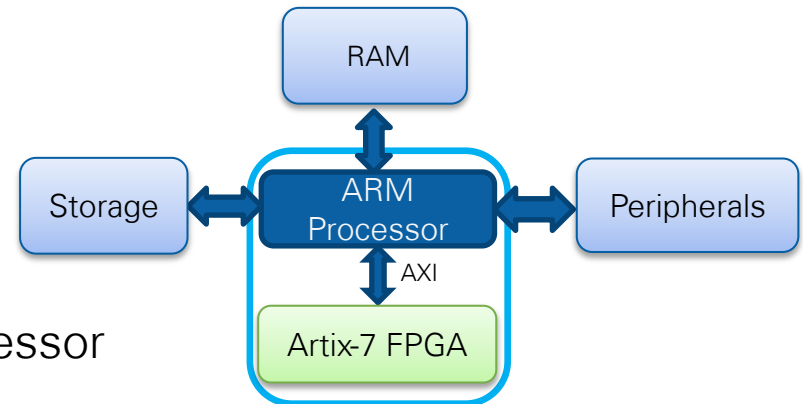 RAM
Storage
ARM
Processor
Peripherals
AXI
Artix-7 FPGA
essor